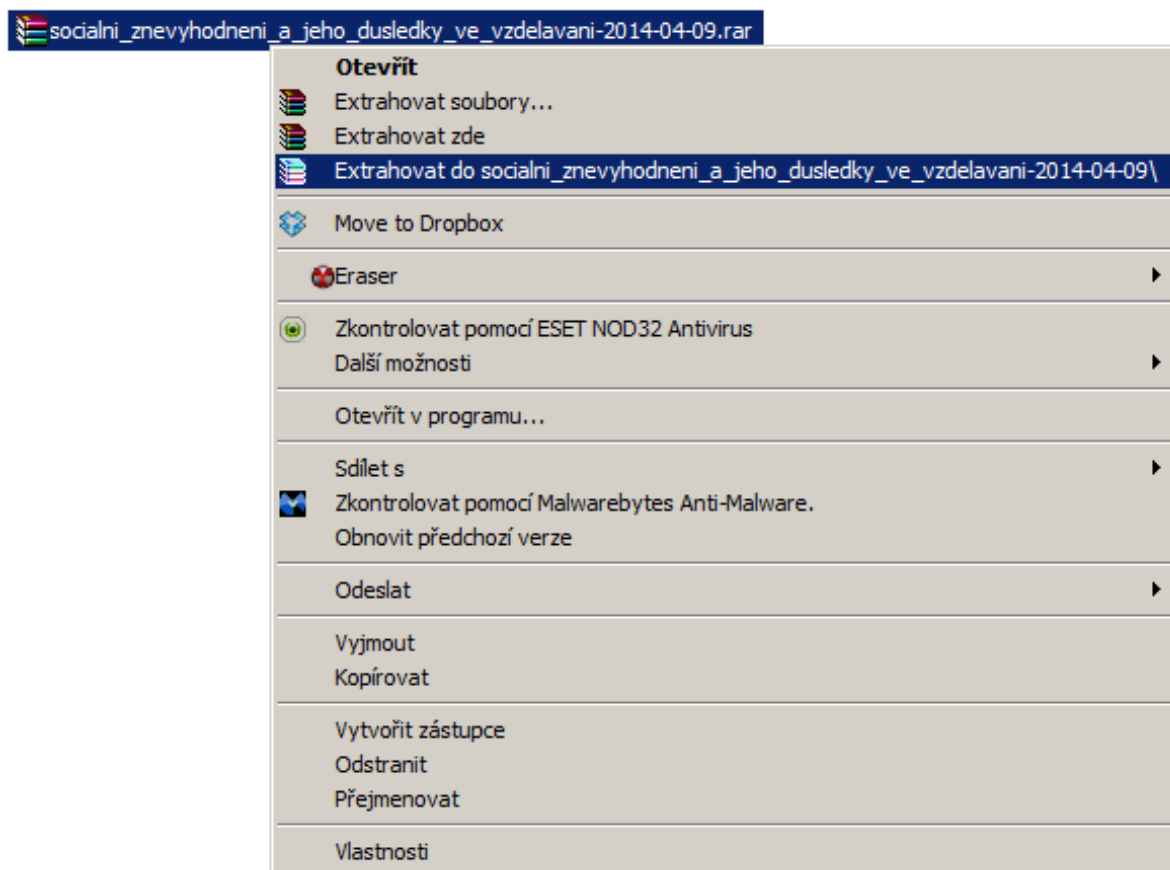 socialni_znevyhodneni_a_jeho_dusledky_ve_vzdelavani-2014-04-09.rar
Otevřít
Extrahovat soubory...
Extrahovat zde
Extrahovat do socialni_znevyhodneni_a_jeho_dusledky_ve_vzdelavani-2014-04-09\
Move to Dropbox
Eraser
Zkontrolovat pomocí ESET NOD32 Antivirus
Další možnosti
Otevřít v programu...
Sdílet s
Zkontrolovat pomocí Malwarebytes Anti-Malware.
Obnovit předchozí verze
Odeslat
Vyjmout
Kopírovat
Vytvořit zástupce
Odstranit
Přejmenovat
Vlastnosti